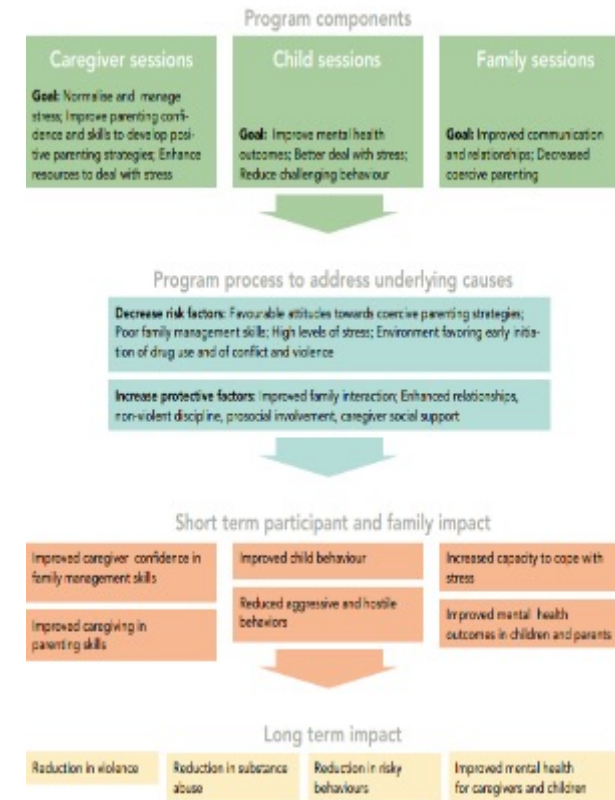 Program components
Caregiver sessions
Goal: Normalise and manage
stress; Improve parenting confi-
dence and skills to develop posi-
tive parenting strategies; Enhance
resources to deal with stress
Child sessions
Goal: Improve mental health
outcomes; Better deal with stress;
Reduce challenging behaviour
Family sessions
Goal: Improved communication
and relationships; Decreased
coercive parenting
Program process to address underlying causes
Decrease risk factors: Favourable attitudes towards coercive parenting strategies;
Poor family management skills; High levels of stress; Environment favoring early initia-
tion of drug use and of conflict and violence
Increase protective factors: Improved family interaction; Enhanced relationships,
non-violent discipline, prosocial involvement, caregiver social support
Short term participant and family impact
Improved caregiver confidence in
family management skills
Improved caregiving in
parenting skills
Improved child behaviour
Reduced aggressive and hostile
behaviors
Increased capacity to cope with
stress
Improved mental health
outcomes in children and parents
Long term impact
Reduction in violence
Reduction in substance
abuse
Reduction in risky
behaviours
Improved mental health
for caregivers and children